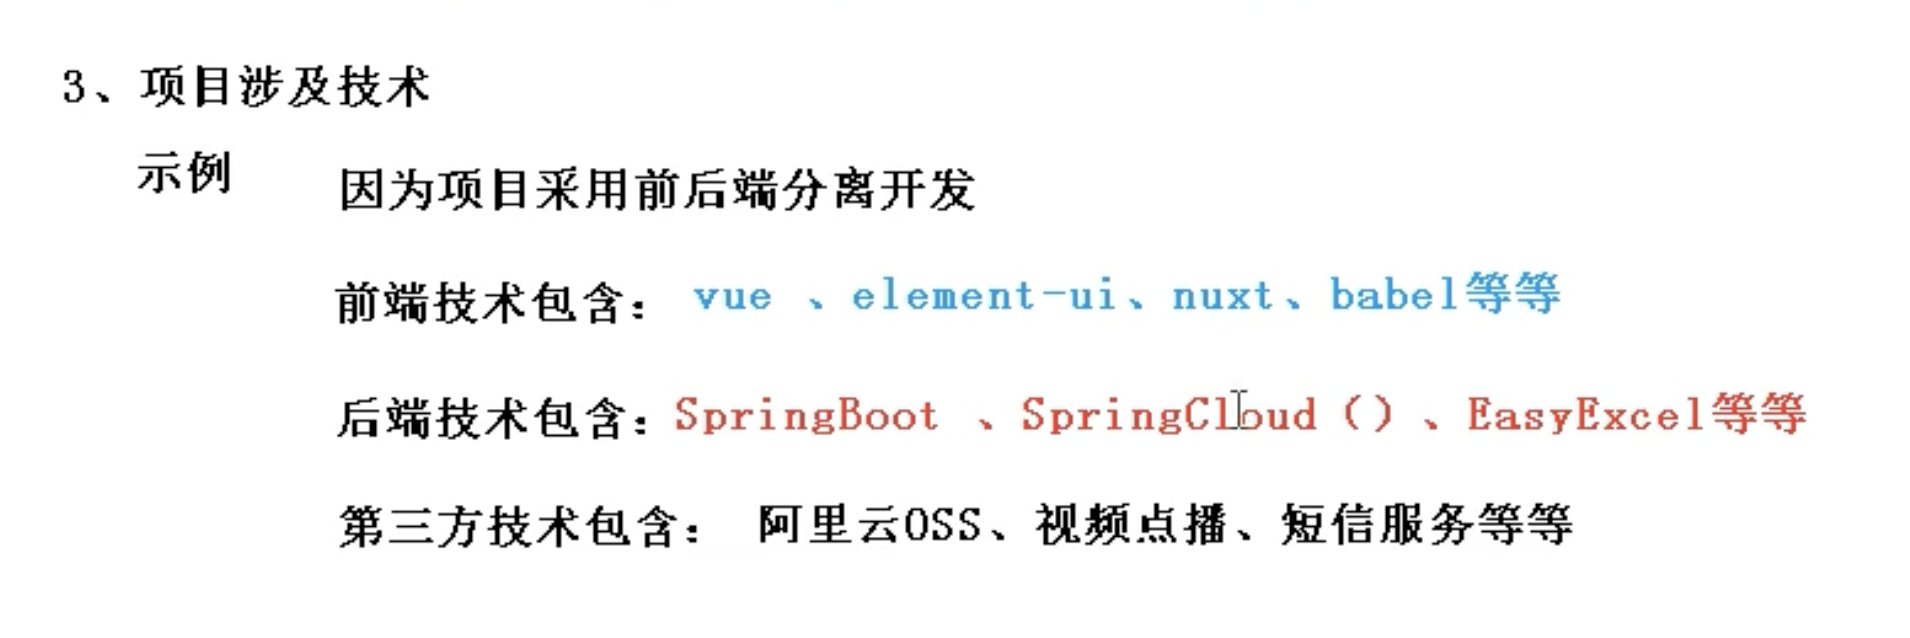 3、项目涉及技术
示例
因为项目采用前后端分离开发
前端技术包含： vue 、element-ui、nuxt、babel等等
后端技术包含：SpringBoot 、SpringCloud（）、EasyExcel等等
第三方技术包含： 阿里云OSS、视频点播、短信服务等等